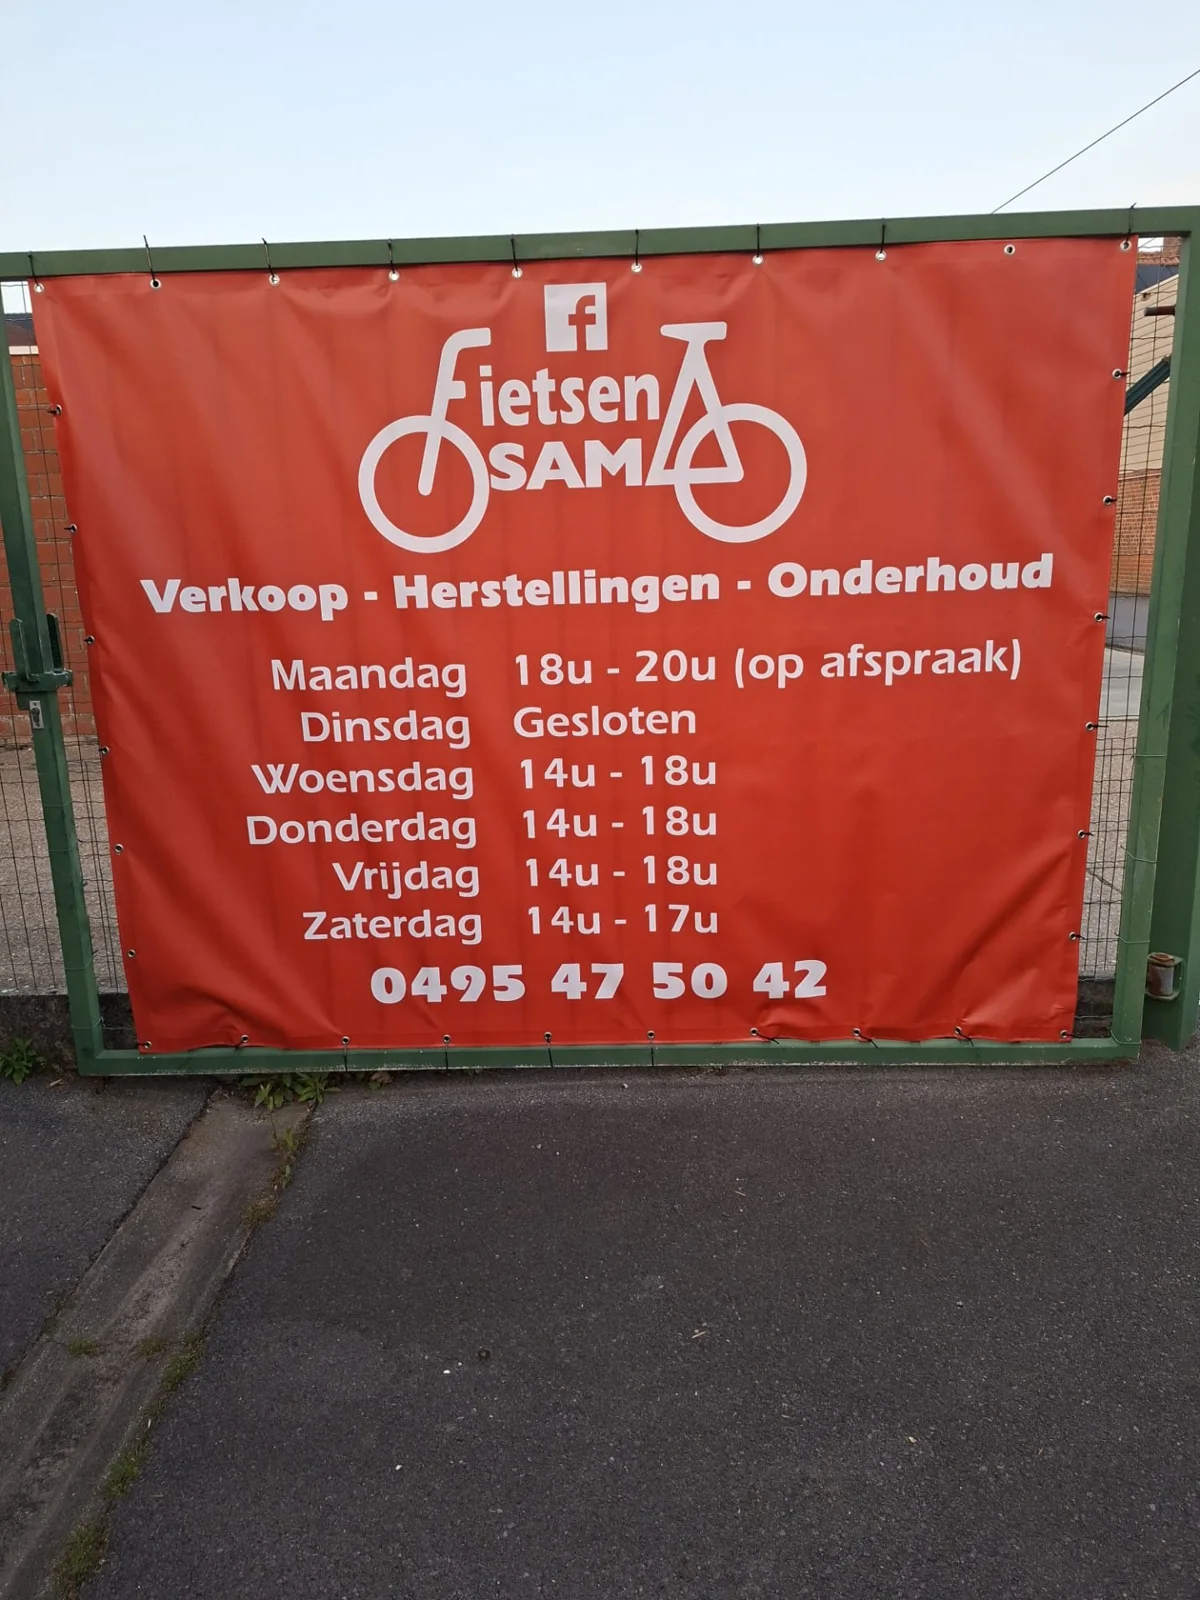 f
Fietsen
SAM
Verkoop - Herstellingen - Onderhoud
Maandag 18u - 20u (op afspraak)
Dinsdag Gesloten
Woensdag 14u - 18u
Donderdag 14u - 18u
Vrijdag 14u - 18u
Zaterdag 14u - 17u
0495 47 50 42